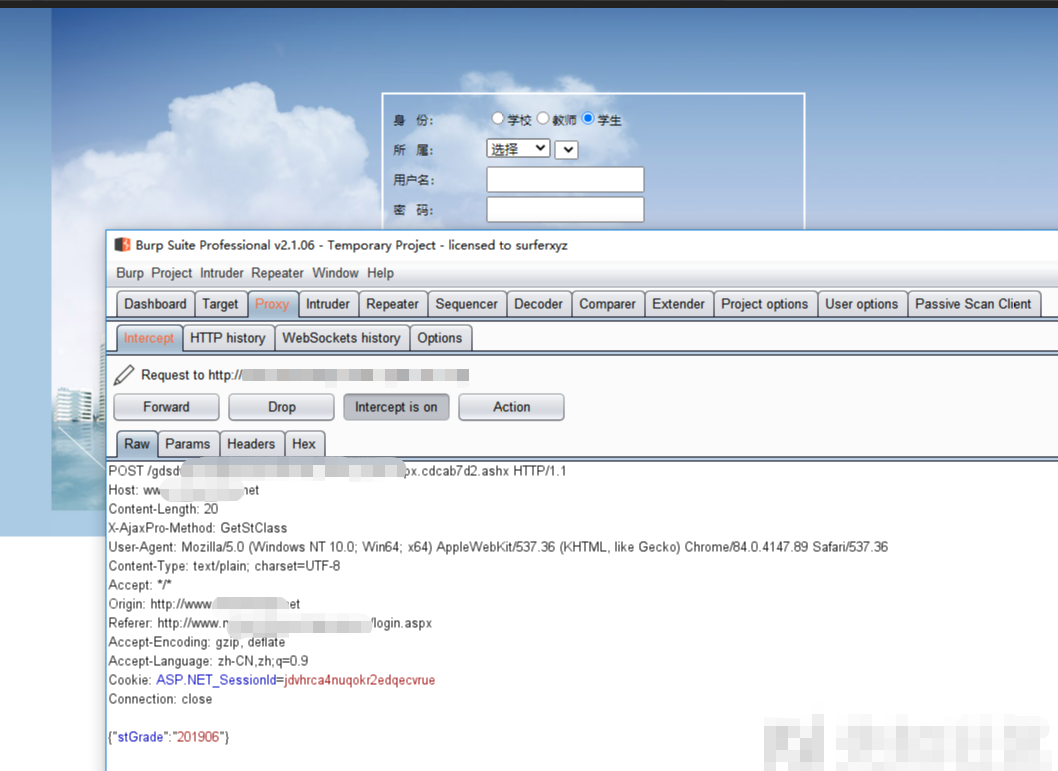 身 份: 学校 教师 学生
所 属: 选择
用户名:
密 码:
Burp Suite Professional v2.1.06 - Temporary Project - licensed to surferxyz
Burp Project Intruder Repeater Window Help
Dashboard Target Proxy Intruder Repeater Sequencer Decoder Comparer Extender Project options User options Passive Scan Client
Intercept HTTP history WebSockets history Options
Request to http://
Forward Drop Intercept is on Action
Raw Params Headers Hex
POST /gdsd px.cdcab7d2.ashx HTTP/1.1
Host: ww et
Content-Length: 20
X-AjaxPro-Method: GetStClass
User-Agent: Mozilla/5.0 (Windows NT 10.0; Win64; x64) AppleWebKit/537.36 (KHTML, like Gecko) Chrome/84.0.4147.89 Safari/537.36
Content-Type: text/plain; charset=UTF-8
Accept: */*
Origin: http://www. et
Referer: http://www. /login.aspx
Accept-Encoding: gzip, deflate
Accept-Language: zh-CN,zh;q=0.9
Cookie: ASP.NET_SessionId=jdvhrca4nuqokr2edqecvrue
Connection: close
{"stGrade":"201906"}